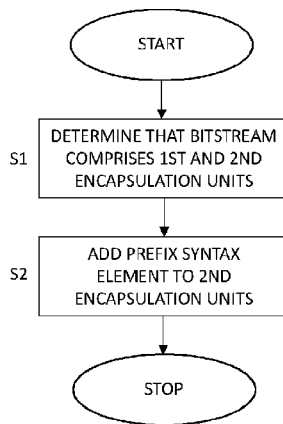 START
S1
DETERMINE THAT BITSTREAM
COMPRISES 1ST AND 2ND
ENCAPSULATION UNITS
S2
ADD PREFIX SYNTAX
ELEMENT TO 2ND
ENCAPSULATION UNITS
STOP